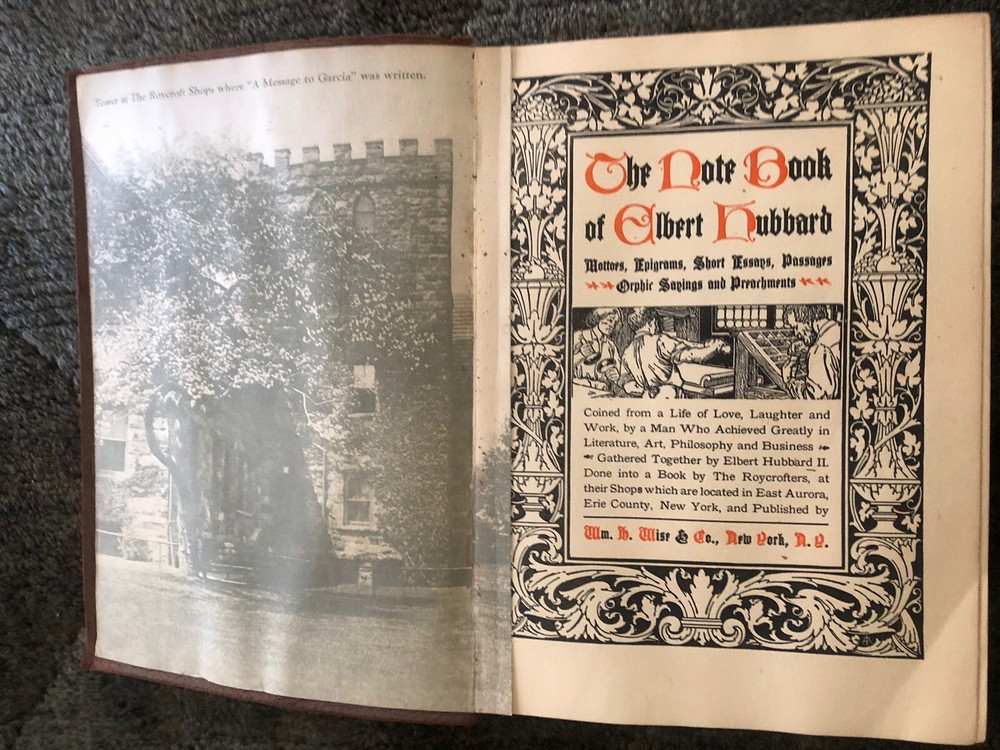 Tower at The Roycroft Shops where "A Message to Garcia" was written.
The Note Book
of Elbert Hubbard
Mottoes, Epigrams, Short Essays, Passages
Orphic Sayings and Preachments
Coined from a Life of Love, Laughter and
Work, by a Man Who Achieved Greatly in
Literature, Art, Philosophy and Business
Gathered Together by Elbert Hubbard II.
Done into a Book by The Roycrofters, at
their Shops which are located in East Aurora,
Erie County, New York, and Published by
Wm. H. Wise & Co., New York, N. Y.